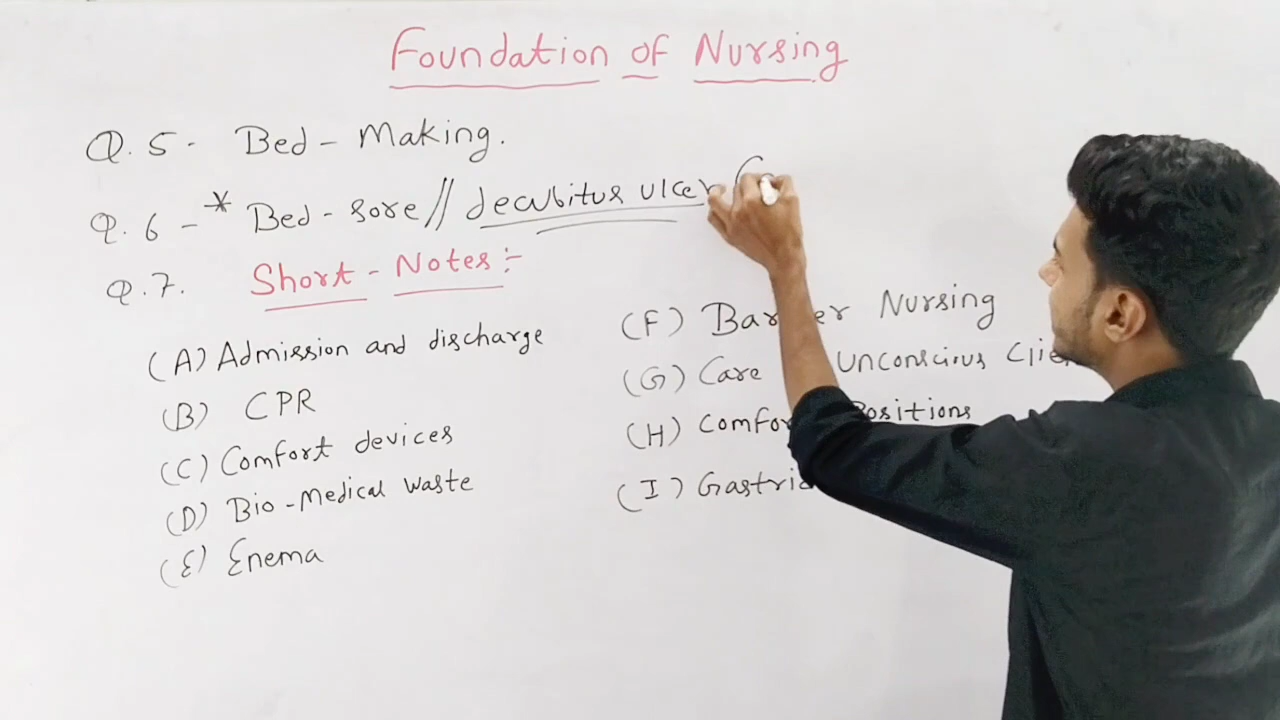 Foundation of Nursing
Q. 5 - Bed - Making.
Q. 6 - * Bed - sore // decubitus ulcer (
Q. 7. Short - Notes :-
(A) Admission and discharge
(B) CPR
(C) Comfort devices
(D) Bio - Medical waste
(E) Enema
(F) Nursing
(G) Care Unconscious
(H) Positions
(I)